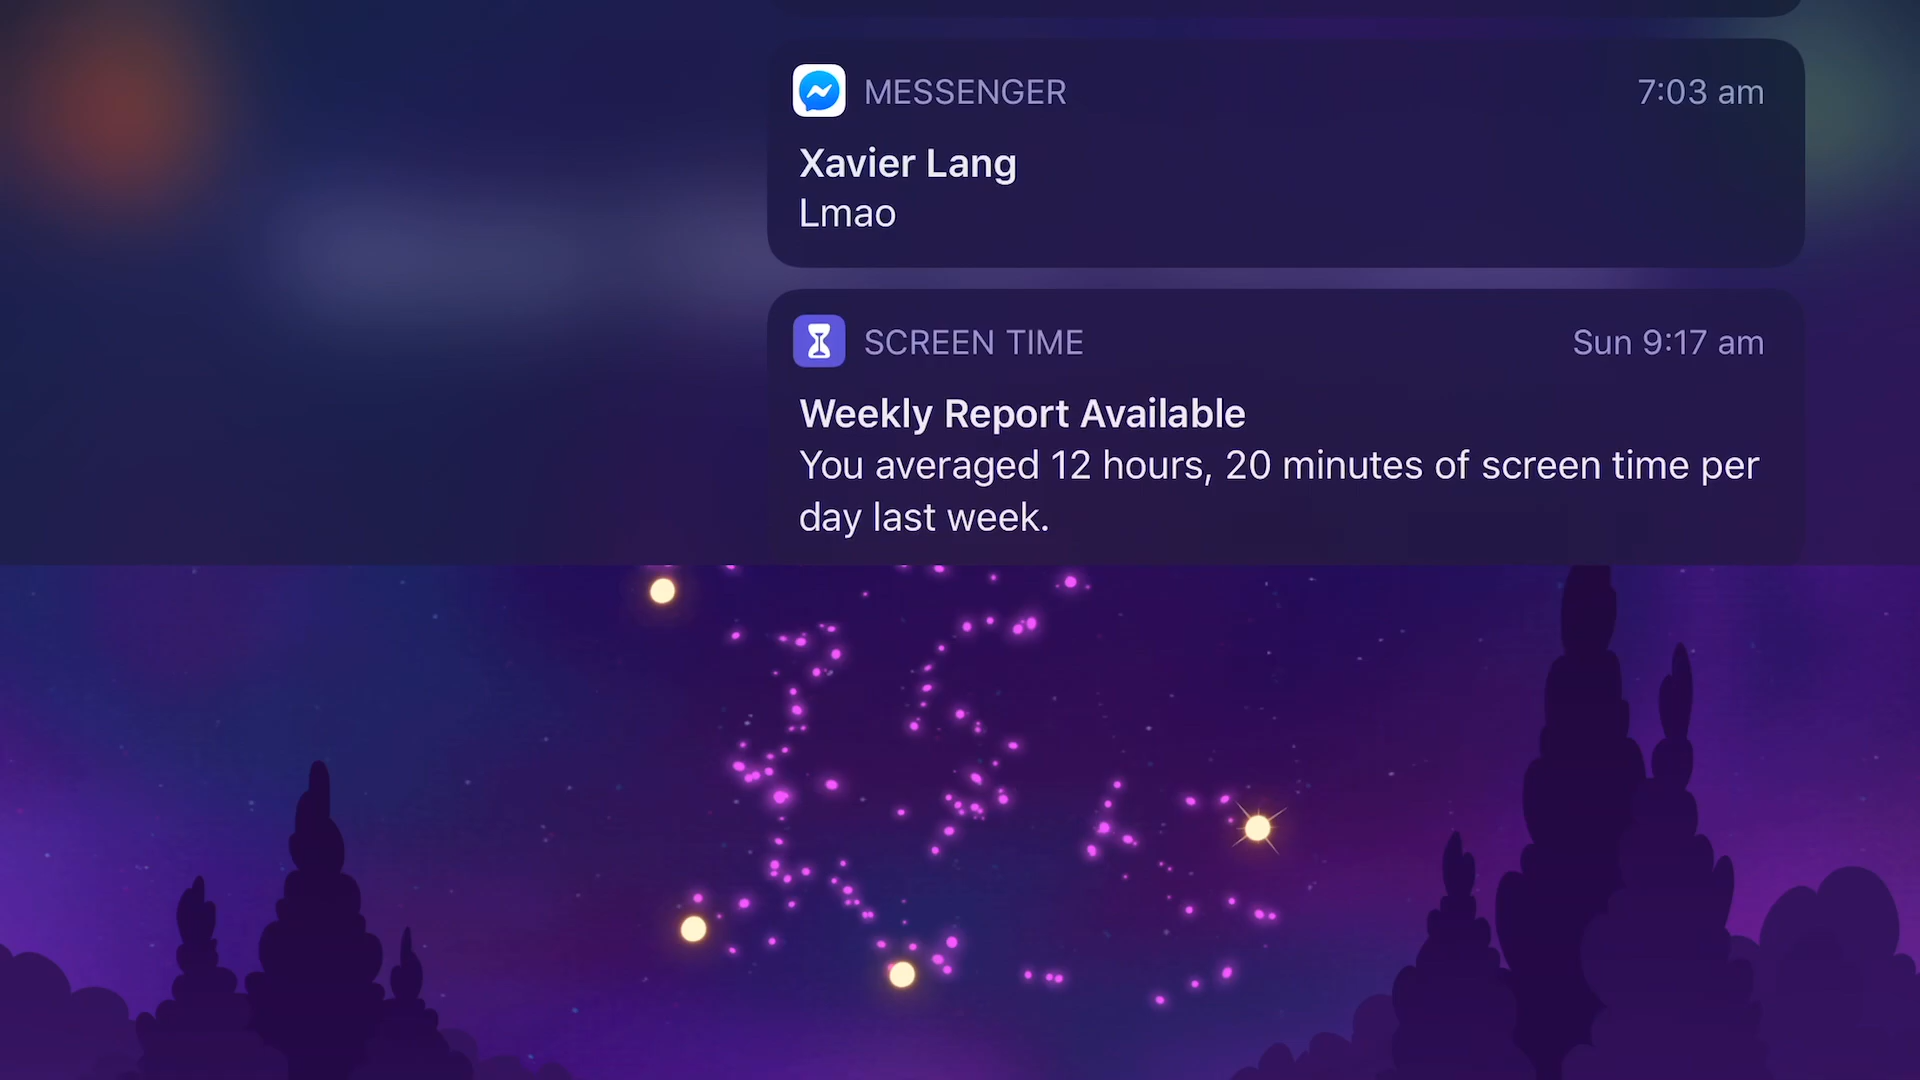 MESSENGER
7:03 am
Xavier Lang
Lmao
SCREEN TIME
Sun 9:17 am
Weekly Report Available
You averaged 12 hours, 20 minutes of screen time per
day last week.